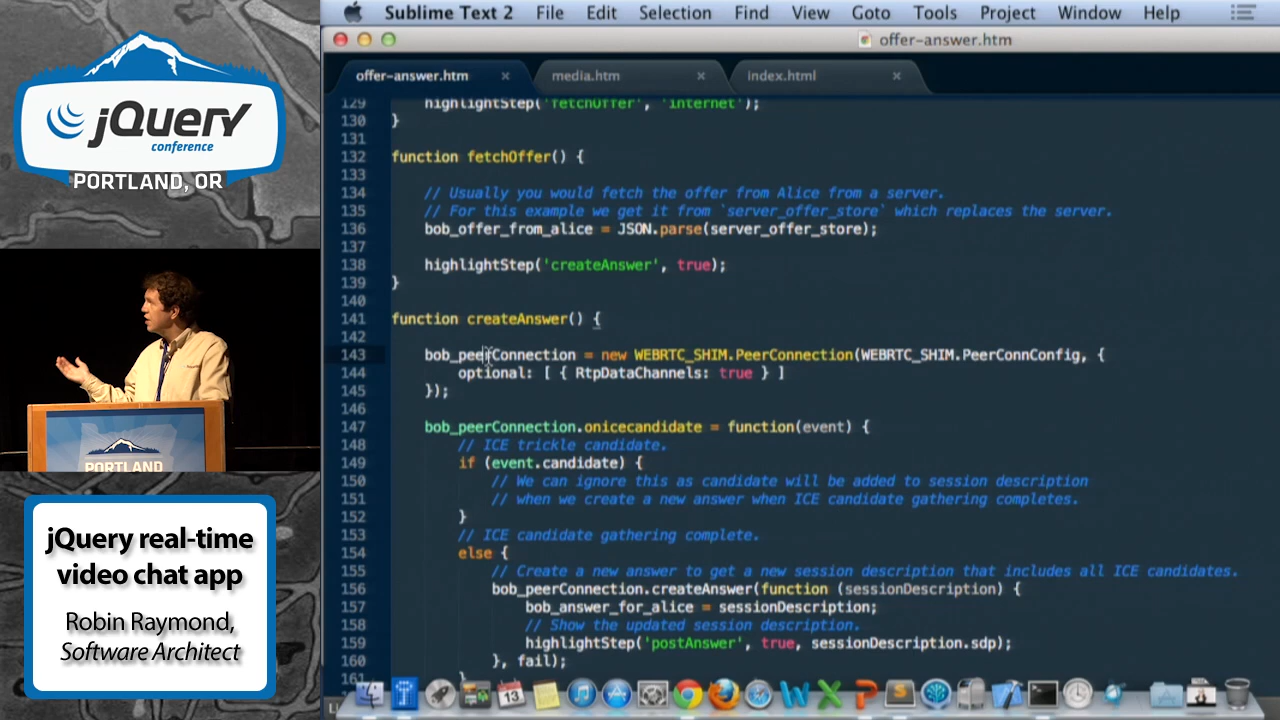 jQuery
conference
PORTLAND, OR
PORTLAND
jQuery real-time
video chat app
Robin Raymond,
Software Architect
Sublime Text 2 File Edit Selection Find View Goto Tools Project Window Help
offer-answer.htm
offer-answer.htm × media.htm × index.html ×
129 highlightStep('fetchOffer', 'internet');
130 }
131
132 function fetchOffer() {
133
134 // Usually you would fetch the offer from Alice from a server.
135 // For this example we get it from `server_offer_store` which replaces the server.
136 bob_offer_from_alice = JSON.parse(server_offer_store);
137
138 highlightStep('createAnswer', true);
139 }
140
141 function createAnswer() {
142
143 bob_peerConnection = new WEBRTC_SHIM.PeerConnection(WEBRTC_SHIM.PeerConnConfig, {
144 optional: [ { RtpDataChannels: true } ]
145 });
146
147 bob_peerConnection.onicecandidate = function(event) {
148 // ICE trickle candidate.
149 if (event.candidate) {
150 // We can ignore this as candidate will be added to session description
151 // when we create a new answer when ICE candidate gathering completes.
152 }
153 // ICE candidate gathering complete.
154 else {
155 // Create a new answer to get a new session description that includes all ICE candidates.
156 bob_peerConnection.createAnswer(function (sessionDescription) {
157 bob_answer_for_alice = sessionDescription;
158 // Show the updated session description.
159 highlightStep('postAnswer', true, sessionDescription.sdp);
160 }, fail);
161 }
13